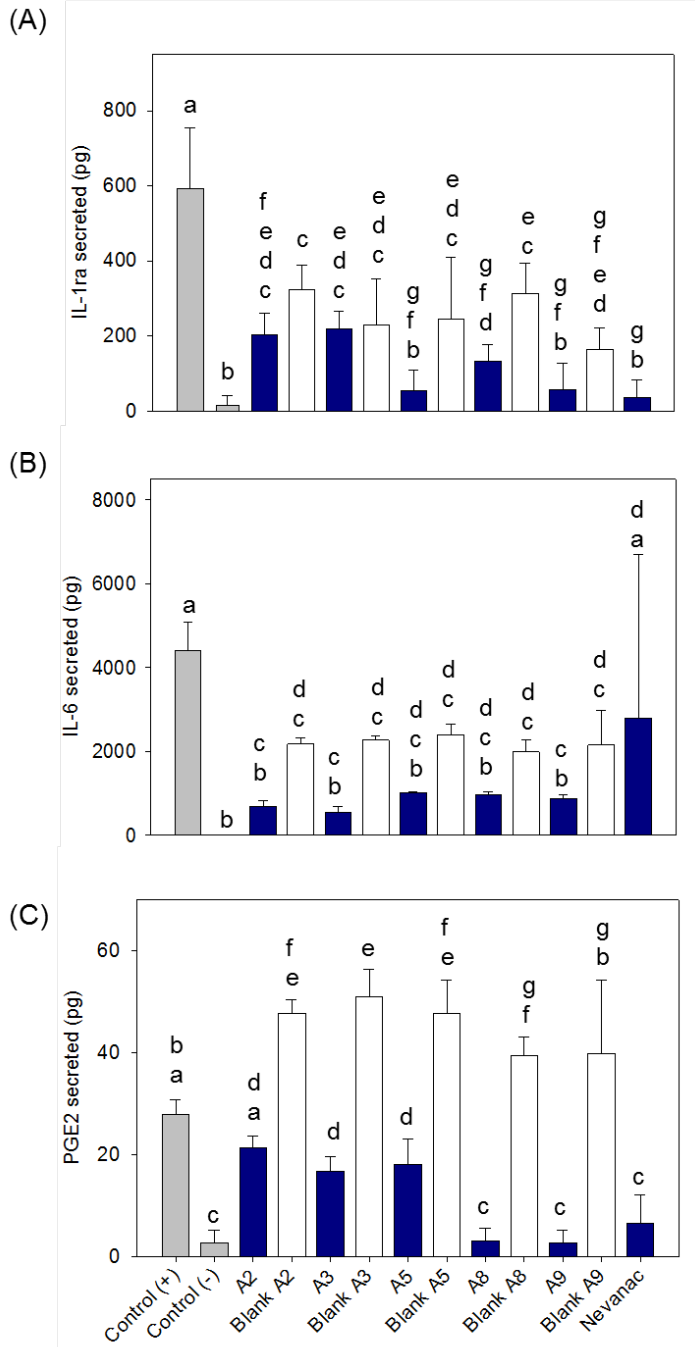 (A)
IL-1ra secreted (pg)
800
600
400
200
0
a
b
f
e
d
c
c
e
d
c
e
d
c
g
f
b
e
d
c
g
f
d
e
c
g
f
b
g
f
e
d
g
b
(B)
IL-6 secreted (pg)
8000
6000
4000
2000
0
a
b
c
b
d
c
c
b
d
c
d
c
b
d
c
d
c
b
d
c
c
b
d
c
d
a
(C)
PGE2 secreted (pg)
60
40
20
0
b
a
c
d
a
f
e
d
e
d
f
e
c
g
f
c
g
b
c
Control (+)
Control (-)
A2
Blank A2
A3
Blank A3
A5
Blank A5
A8
Blank A8
A9
Blank A9
Nevanac